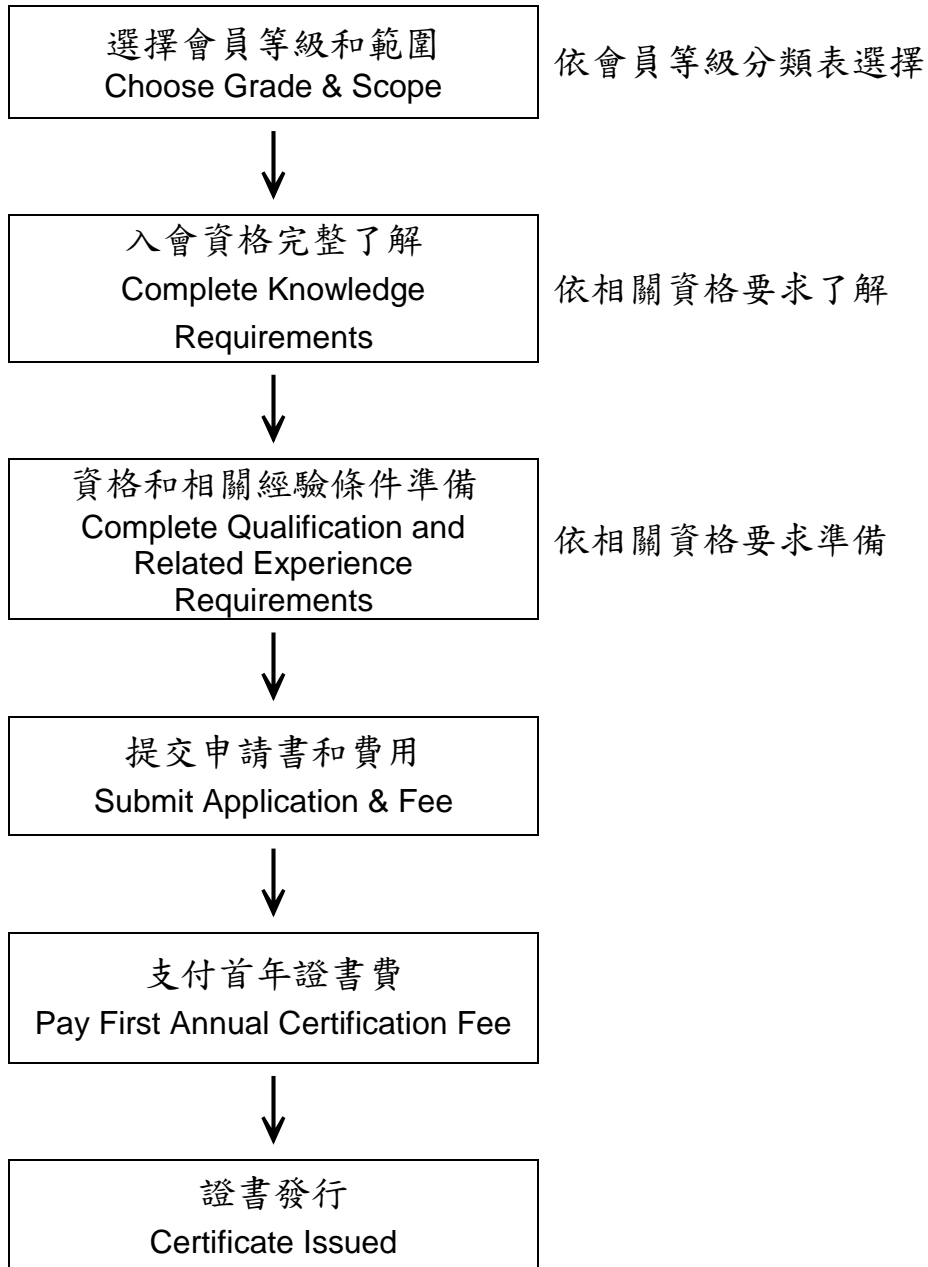 選擇會員等級和範圍
Choose Grade & Scope
依會員等級分類表選擇
入會資格完整了解
Complete Knowledge
Requirements
依相關資格要求了解
資格和相關經驗條件準備
Complete Qualification and
Related Experience
Requirements
依相關資格要求準備
提交申請書和費用
Submit Application & Fee
支付首年證書費
Pay First Annual Certification Fee
證書發行
Certificate Issued